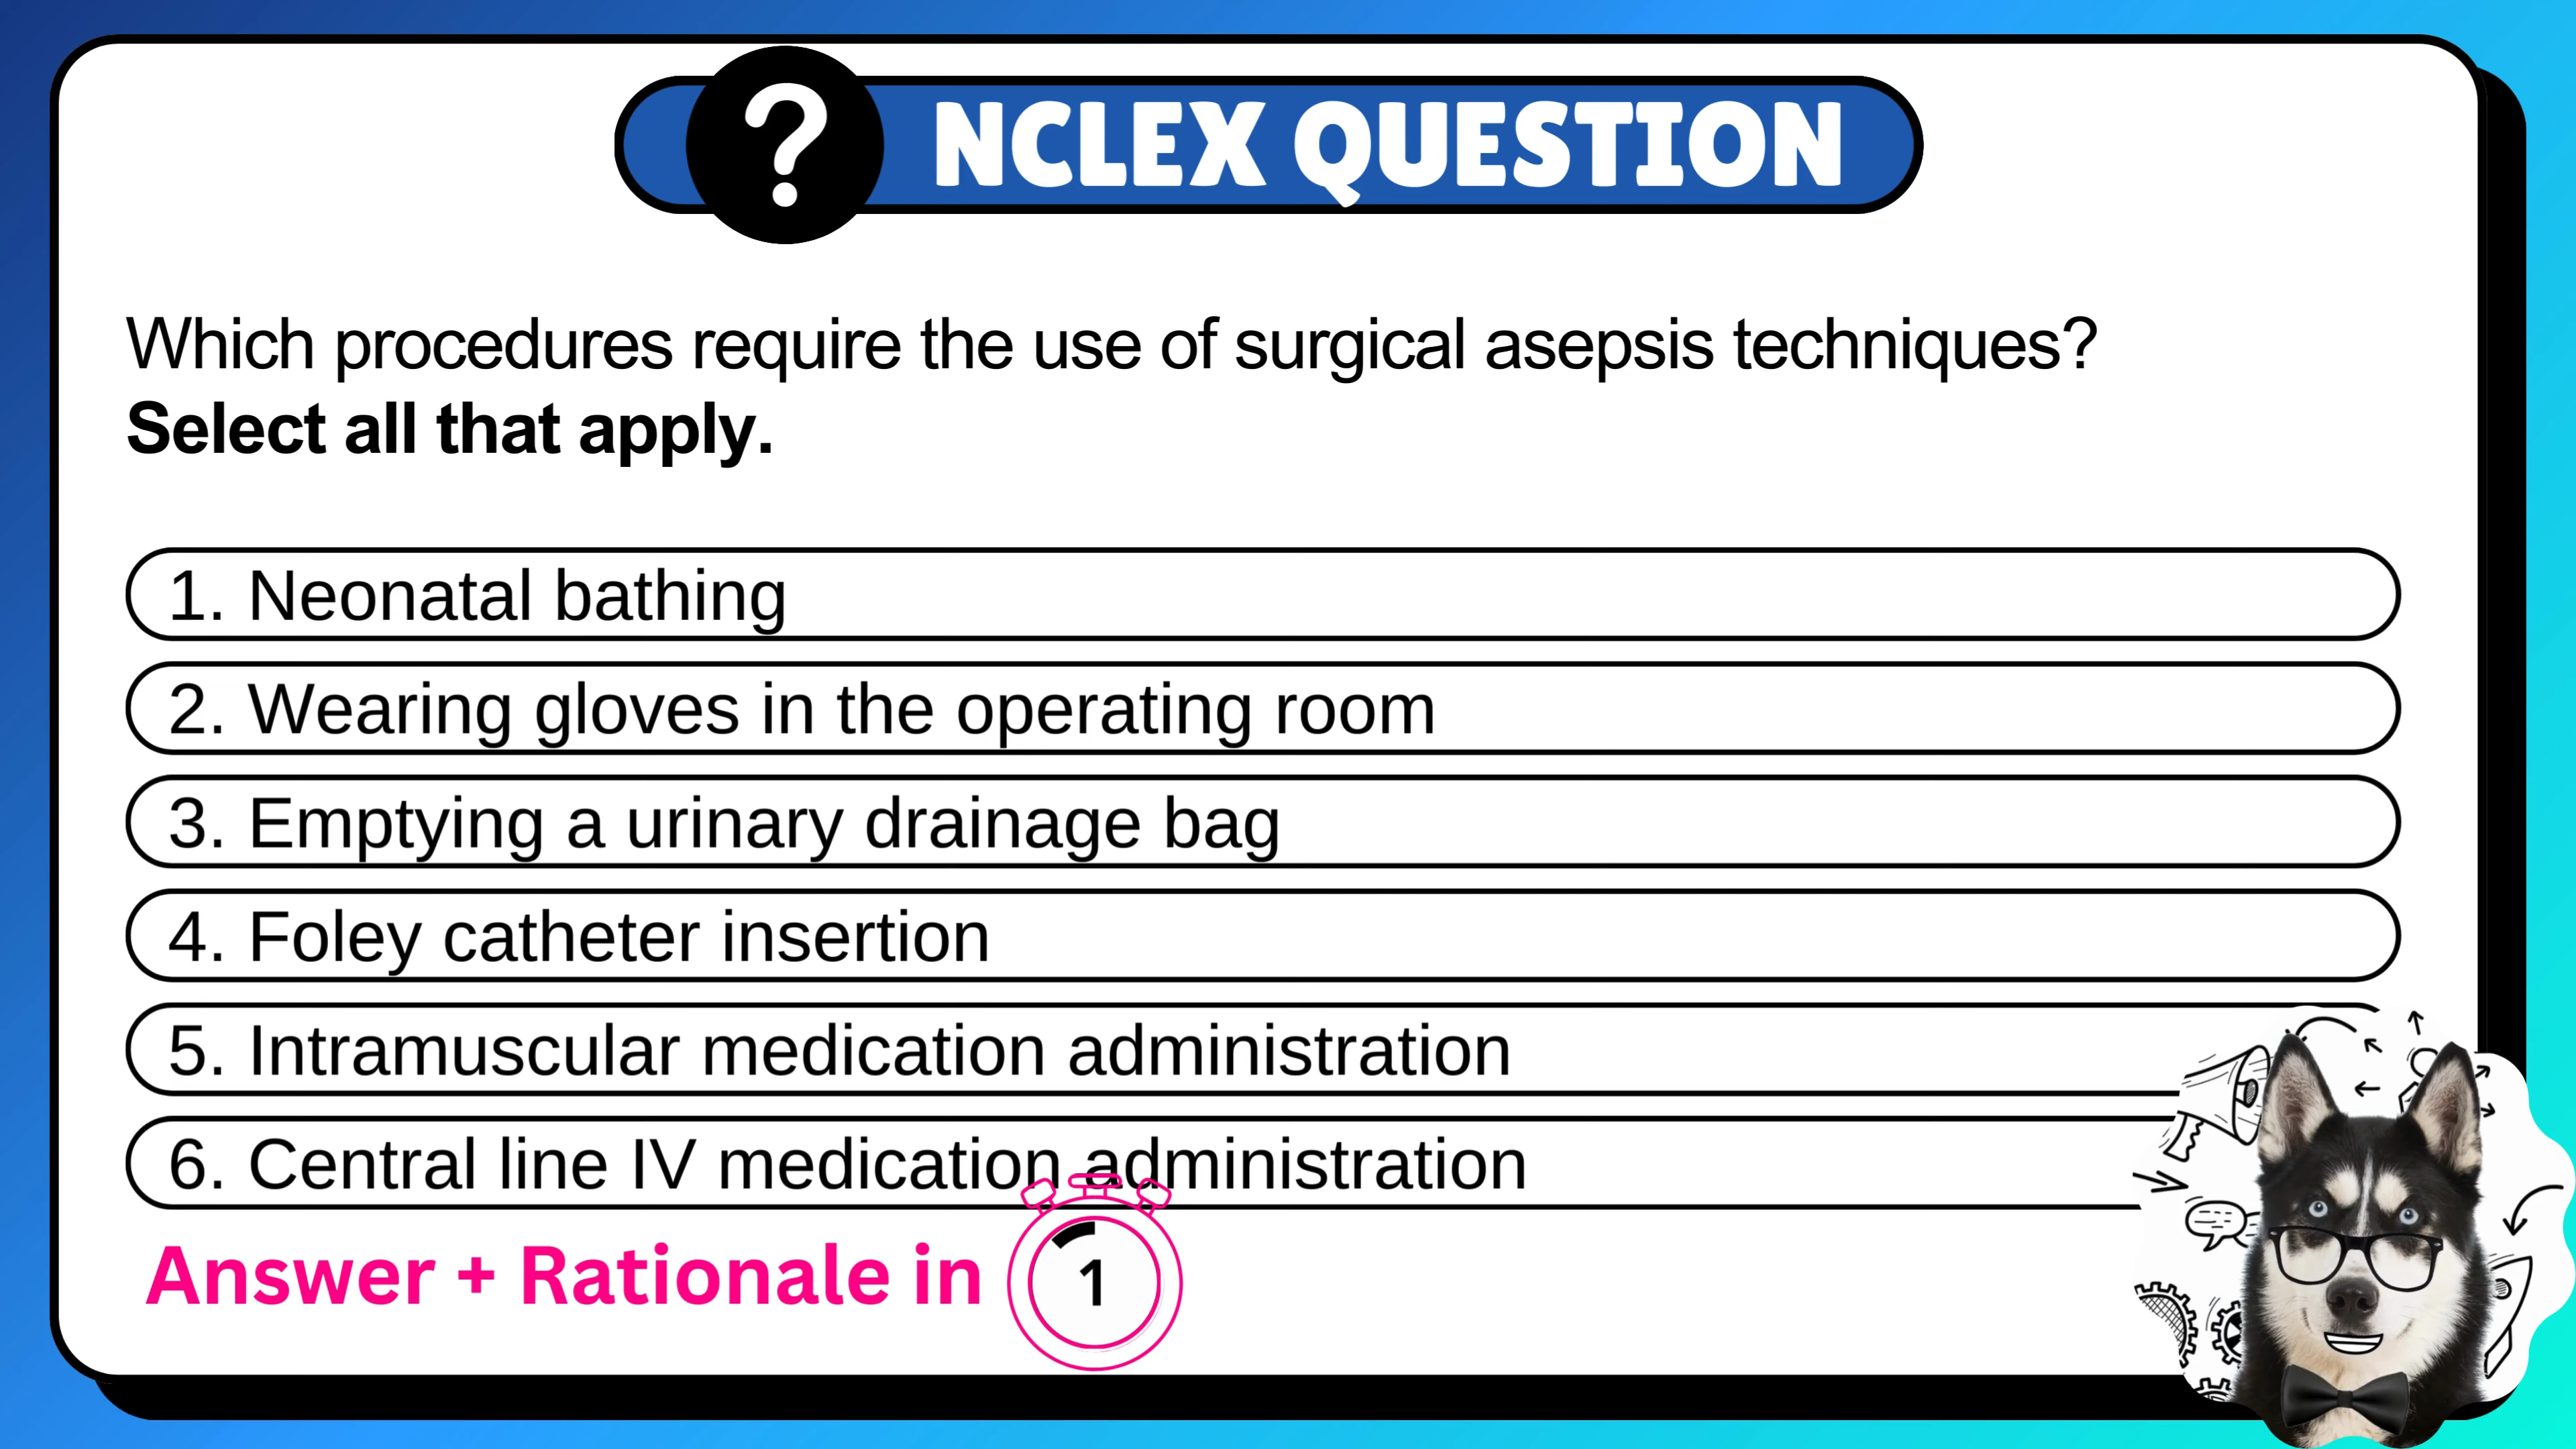 ?
NCLEX QUESTION
Which procedures require the use of surgical asepsis techniques?
Select all that apply.
1. Neonatal bathing
2. Wearing gloves in the operating room
3. Emptying a urinary drainage bag
4. Foley catheter insertion
5. Intramuscular medication administration
6. Central line IV medication administration
Answer + Rationale in 1